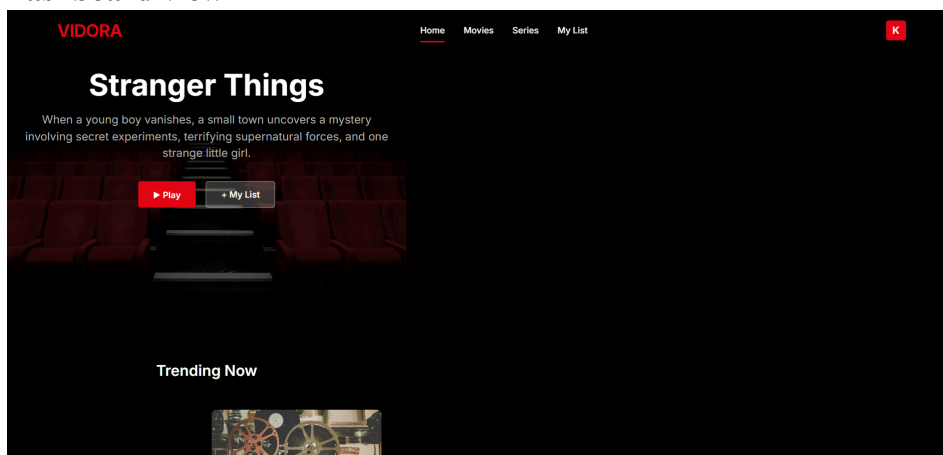 VIDORA
Home Movies Series My List
K
Stranger Things
When a young boy vanishes, a small town uncovers a mystery
involving secret experiments, terrifying supernatural forces, and one
strange little girl.
▶ Play + My List
Trending Now